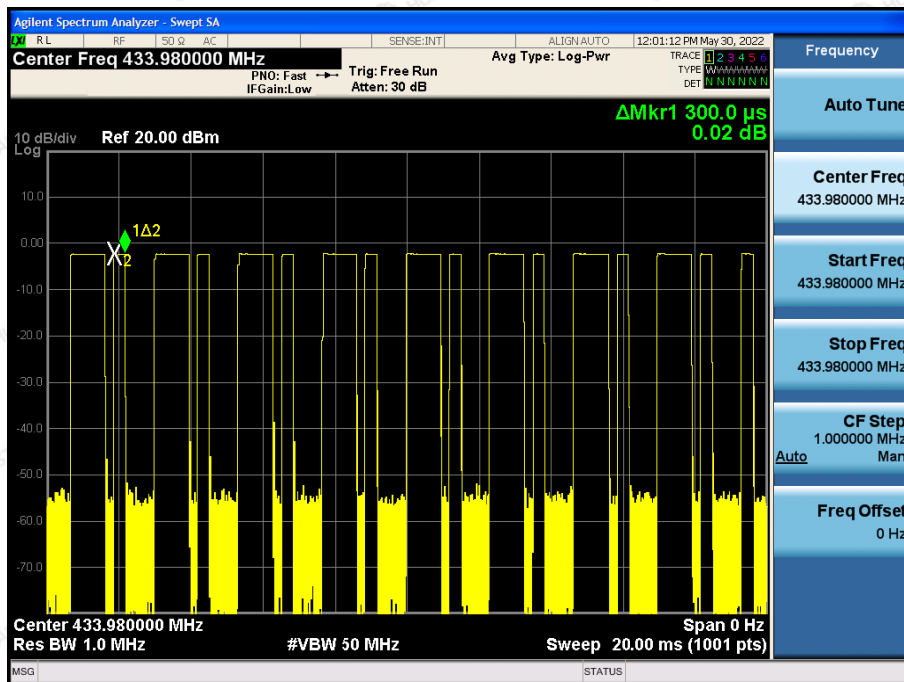 Agilent Spectrum Analyzer - Swept SA
LXI RL RF 50 Ω AC SENSE:INT ALIGN AUTO 12:01:12 PM May 30, 2022
Center Freq 433.980000 MHz
Avg Type: Log-Pwr
TRACE 1 2 3 4 5 6
PNO: Fast Trig: Free Run
TYPE WWWWWW
IFGain:Low Atten: 30 dB
DET N N N N N N
ΔMkr1 300.0 µs
0.02 dB
10 dB/div Ref 20.00 dBm
Log
10.0
0.00
-10.0
-20.0
-30.0
-40.0
-50.0
-60.0
-70.0
1Δ2
X2
Center 433.980000 MHz Span 0 Hz
Res BW 1.0 MHz #VBW 50 MHz Sweep 20.00 ms (1001 pts)
MSG STATUS
Frequency
Auto Tune
Center Freq
433.980000 MHz
Start Freq
433.980000 MHz
Stop Freq
433.980000 MHz
CF Step
1.000000 MHz
Auto Man
Freq Offset
0 Hz